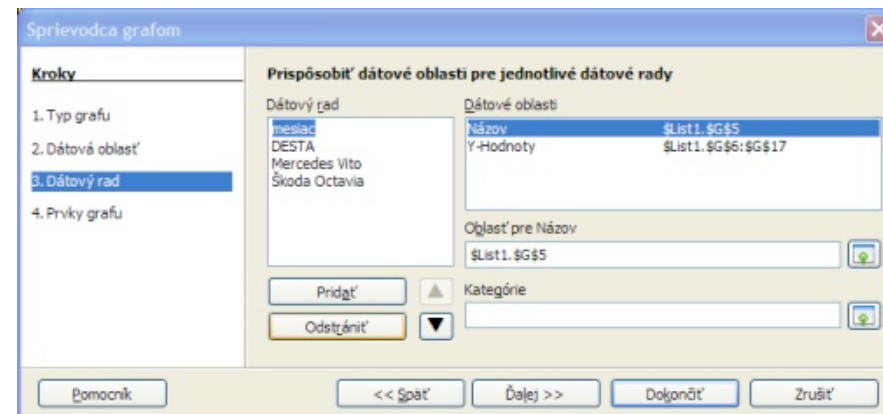 Sprievodca grafom
Kroky
1. Typ grafu
2. Dátová oblasť
3. Dátový rad
4. Prvky grafu
Prispôsobiť dátové oblasti pre jednotlivé dátové rady
Dátový rad
mesiac
DESTA
Mercedes Vito
Škoda Octavia
Pridať
Odstrániť
Dátové oblasti
Názov $List1.$G$5
Y-Hodnoty $List1.$G$6:$G$17
Oblasť pre Názov
$List1.$G$5
Kategórie
Pomocník
<< Späť
Ďalej >>
Dokončiť
Zrušiť